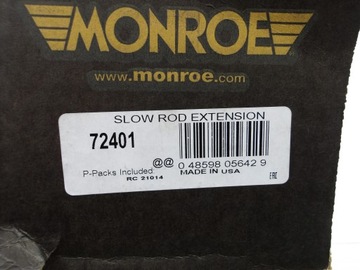 MONROE
www.monroe.com
SLOW ROD EXTENSION
72401
@@ 0 48598 05642 9
P-Packs Included
MADE IN USA
RC 21014
EAC